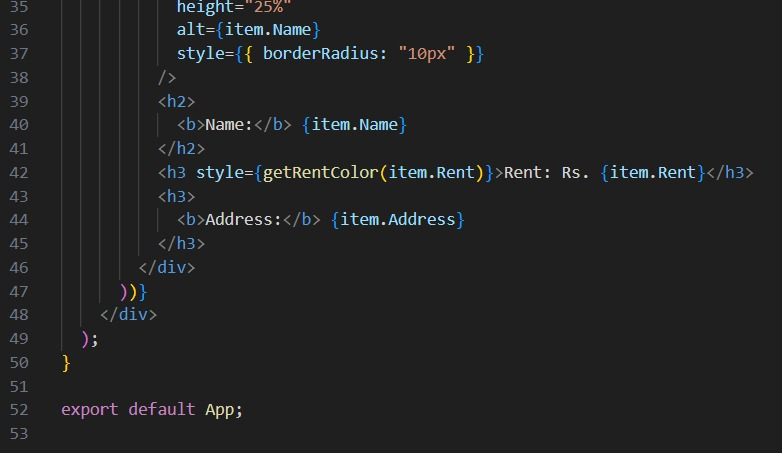 35 height="25%"
36 alt={item.Name}
37 style={{ borderRadius: "10px" }}
38 />
39 <h2>
40 <b>Name:</b> {item.Name}
41 </h2>
42 <h3 style={getRentColor(item.Rent)}>Rent: Rs. {item.Rent}</h3>
43 <h3>
44 <b>Address:</b> {item.Address}
45 </h3>
46 </div>
47 ))}
48 </div>
49 );
50 }
51
52 export default App;
53